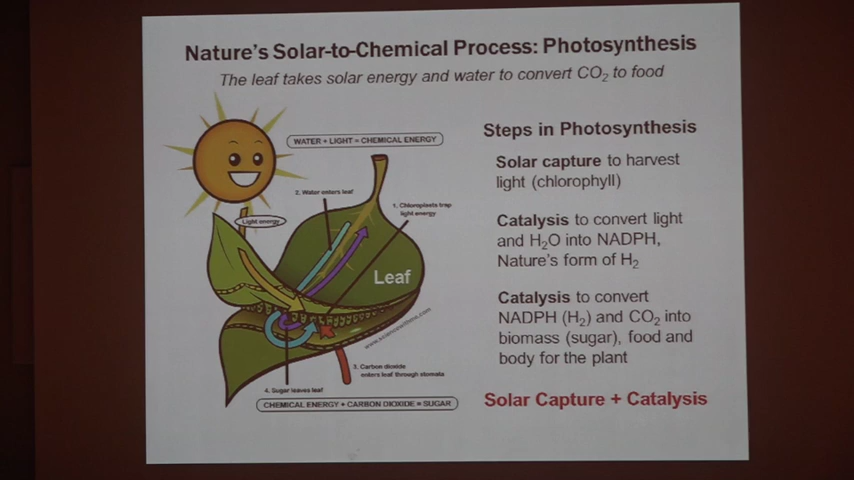 Nature's Solar-to-Chemical Process: Photosynthesis
The leaf takes solar energy and water to convert CO2 to food
WATER + LIGHT = CHEMICAL ENERGY
2. Water enters leaf
1. Chloroplasts trap
light energy
Light energy
Leaf
www.sciencewithme.com
3. Carbon dioxide
enters leaf through stomata
4. Sugar leaves leaf
CHEMICAL ENERGY + CARBON DIOXIDE = SUGAR
Steps in Photosynthesis
Solar capture to harvest
light (chlorophyll)
Catalysis to convert light
and H2O into NADPH,
Nature's form of H2
Catalysis to convert
NADPH (H2) and CO2 into
biomass (sugar), food and
body for the plant
Solar Capture + Catalysis